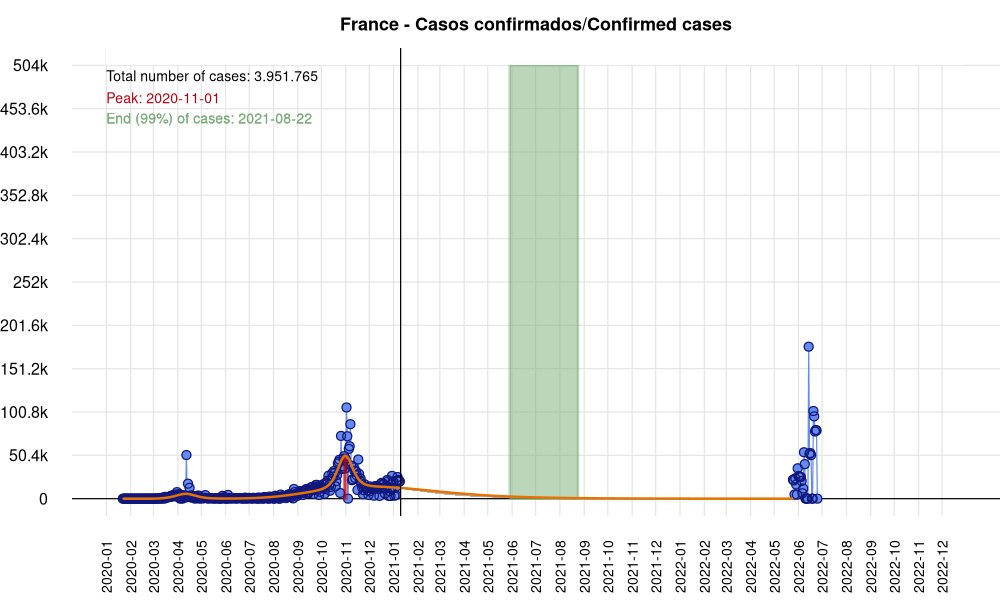 France - Casos confirmados/Confirmed cases
504k
453.6k
403.2k
352.8k
302.4k
252k
201.6k
151.2k
100.8k
50.4k
0
Total number of cases: 3.951.765
Peak: 2020-11-01
End (99%) of cases: 2021-08-22
2020-01
2020-02
2020-03
2020-04
2020-05
2020-06
2020-07
2020-08
2020-09
2020-10
2020-11
2020-12
2021-01
2021-02
2021-03
2021-04
2021-05
2021-06
2021-07
2021-08
2021-09
2021-10
2021-11
2021-12
2022-01
2022-02
2022-03
2022-04
2022-05
2022-06
2022-07
2022-08
2022-09
2022-10
2022-11
2022-12